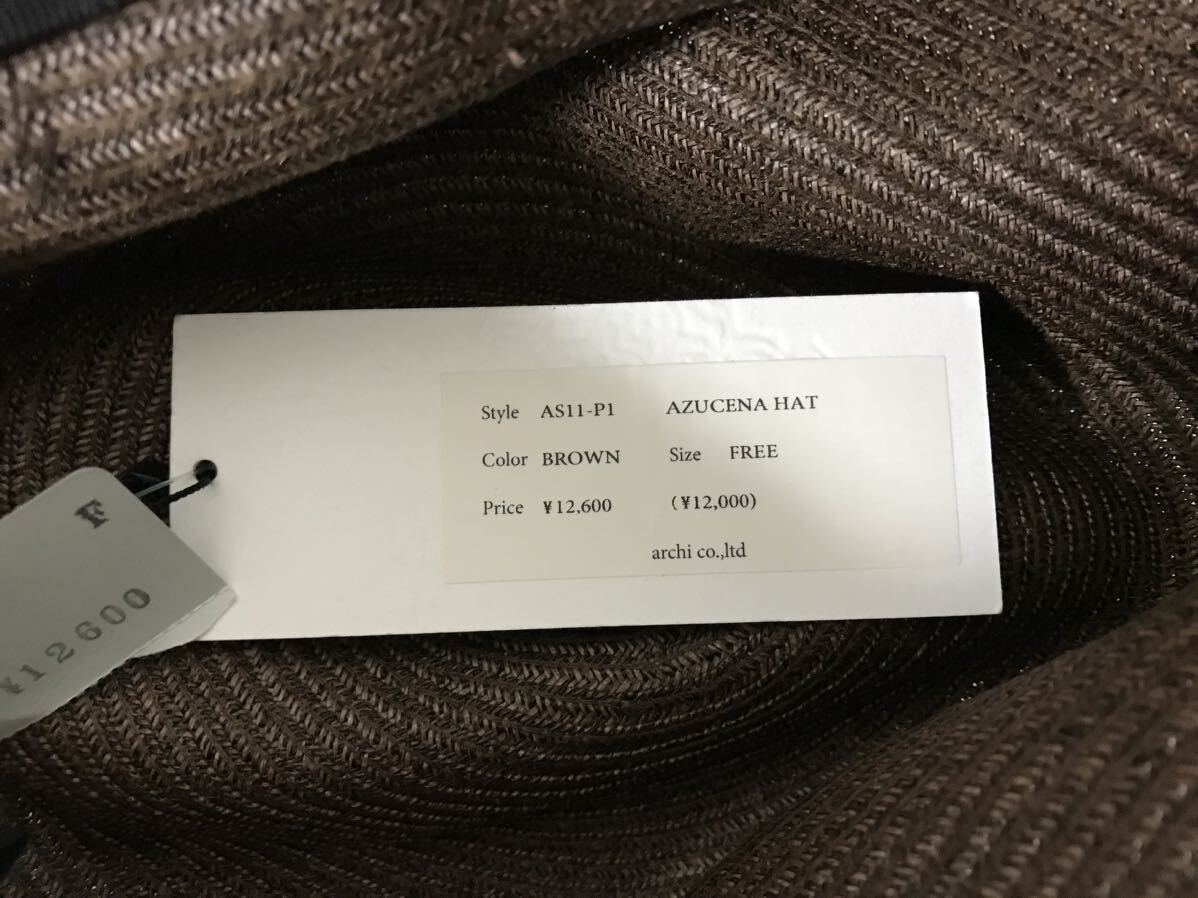 Style AS11-P1 AZUCENA HAT
Color BROWN Size FREE
Price ¥12,600 (¥12,000)
archi co.,ltd
F
¥12600